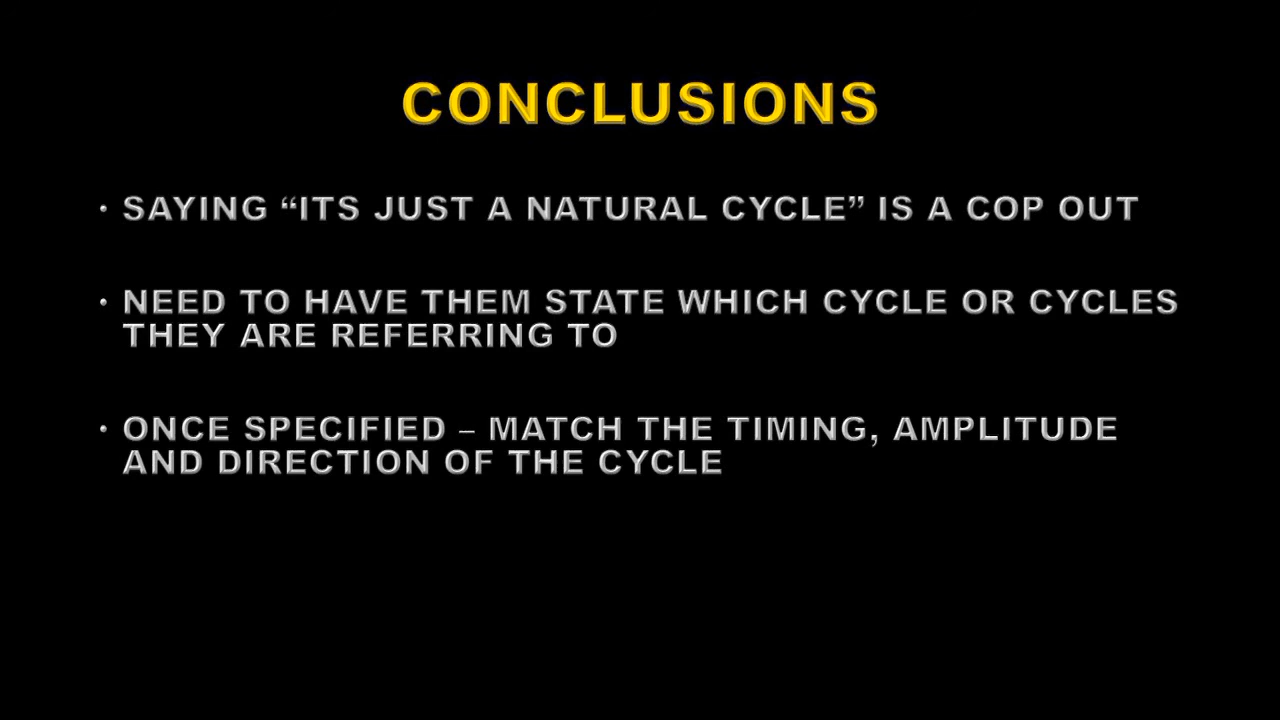 CONCLUSIONS
• SAYING “ITS JUST A NATURAL CYCLE” IS A COP OUT
• NEED TO HAVE THEM STATE WHICH CYCLE OR CYCLES
THEY ARE REFERRING TO
• ONCE SPECIFIED – MATCH THE TIMING, AMPLITUDE
AND DIRECTION OF THE CYCLE